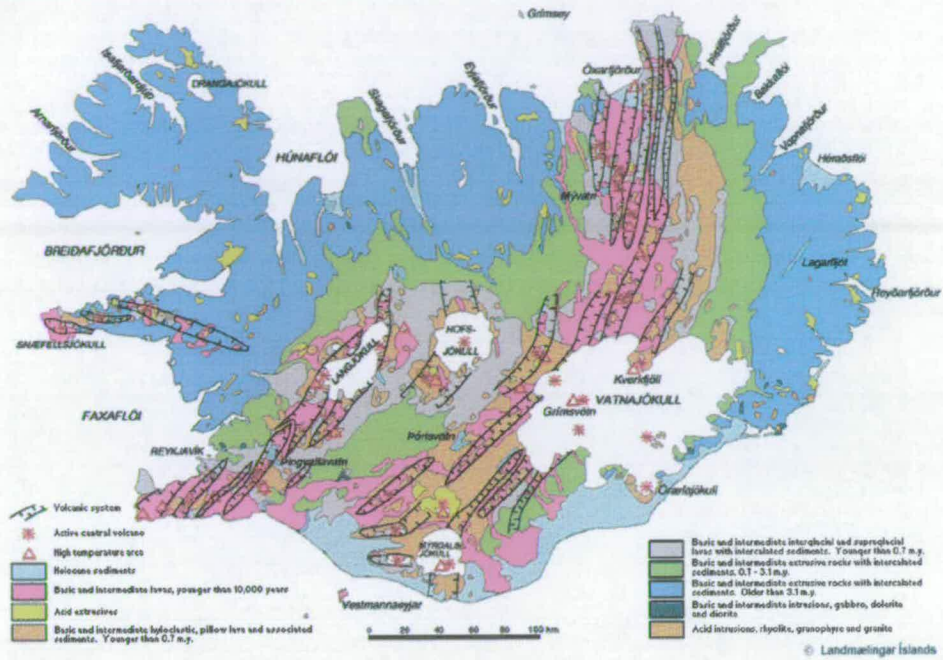 Grímsey
Ísafjarðardjúp
DRANGAJÖKULL
Arnarfjörður
HÚNAFLÓI
Skagafjörður
Eyjafjörður
Öxarfjörður
Þistilfjörður
Bakkaflói
Vopnafjörður
Héraðsflói
Mývatn
BREIÐAFJÖRÐUR
Lagarfljót
Reyðarfjörður
SNÆFELLSJÖKULL
HOFS-
JÖKULL
LANGJÖKULL
Kverkfjöll
VATNAJÖKULL
Grímsvötn
FAXAFLÓI
Þórisvatn
REYKJAVÍK
Þingvallavatn
Öræfajökull
MÝRDALS-
JÖKULL
Vestmannaeyjar
Volcanic system
Active central volcano
High temperature area
Holocene sediments
Basic and intermediate lavas, younger than 10,000 years
Acid extrusives
Basic and intermediate hyaloclastic, pillow lava and associated
sediments. Younger than 0.7 m.y.
0 20 40 60 80 100 km
Basic and intermediate interglacial and supraglacial
lavas with intercalated sediments. Younger than 0.7 m.y.
Basic and intermediate extrusive rocks with intercalated
sediments, 0.7 - 3.1 m.y.
Basic and intermediate extrusive rocks with intercalated
sediments. Older than 3.1 m.y.
Basic and intermediate intrusions, gabbro, dolerite
and diorite
Acid intrusions, rhyolite, granophyre and granite
© Landmælingar Íslands